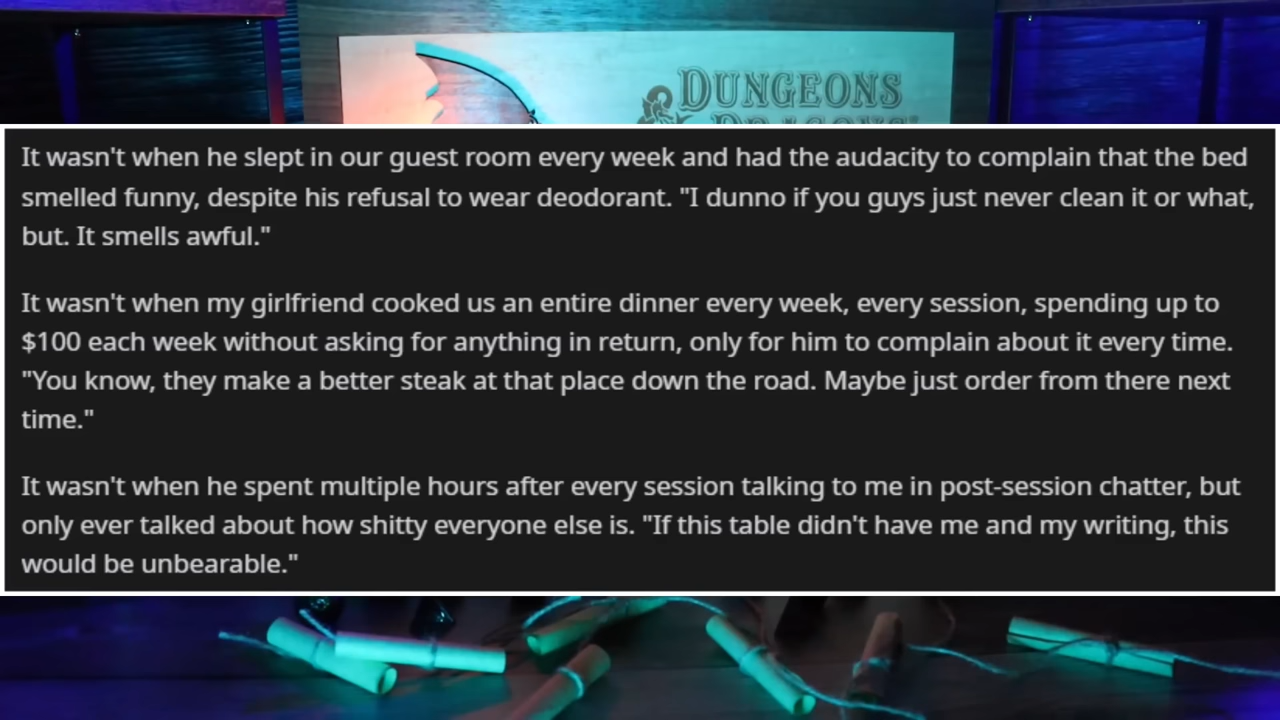 DUNGEONS
DRAGONS
It wasn't when he slept in our guest room every week and had the audacity to complain that the bed
smelled funny, despite his refusal to wear deodorant. "I dunno if you guys just never clean it or what,
but. It smells awful."
It wasn't when my girlfriend cooked us an entire dinner every week, every session, spending up to
$100 each week without asking for anything in return, only for him to complain about it every time.
"You know, they make a better steak at that place down the road. Maybe just order from there next
time."
It wasn't when he spent multiple hours after every session talking to me in post-session chatter, but
only ever talked about how shitty everyone else is. "If this table didn't have me and my writing, this
would be unbearable."